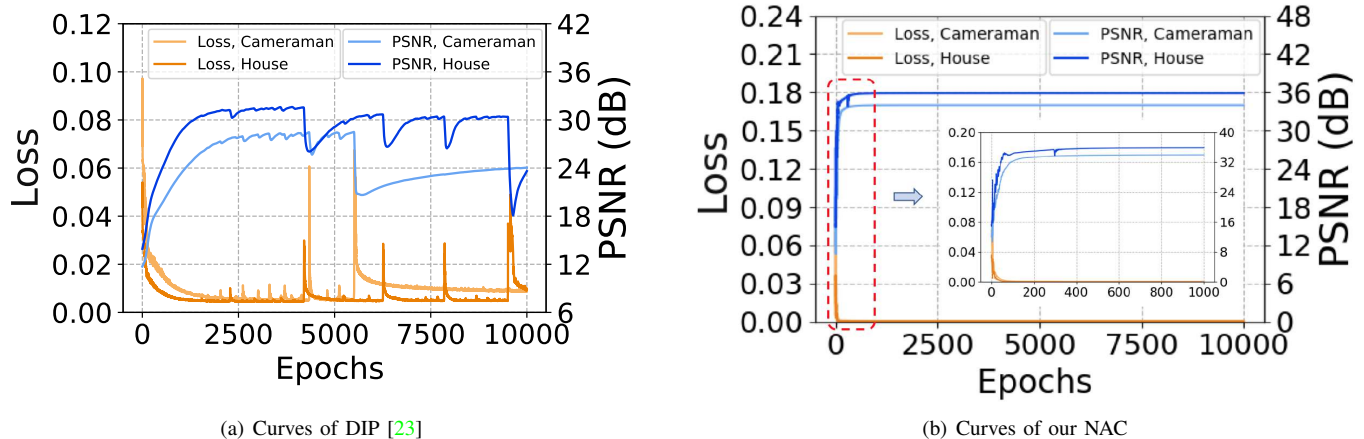 0.12
0.10
0.08
0.06
0.04
0.02
0.00
Loss
42
36
30
24
18
12
6
PSNR (dB)
Loss, Cameraman
Loss, House
PSNR, Cameraman
PSNR, House
0 2500 5000 7500 10000
Epochs
(a) Curves of DIP [23]
0.24
0.21
0.18
0.15
0.12
0.09
0.06
0.03
0.00
Loss
48
42
36
30
24
18
12
6
0
PSNR (dB)
Loss, Cameraman
Loss, House
PSNR, Cameraman
PSNR, House
0.20
0.16
0.12
0.08
0.04
0.00
40
32
24
16
8
0
0 200 400 600 800 1000
0 2500 5000 7500 10000
Epochs
(b) Curves of our NAC